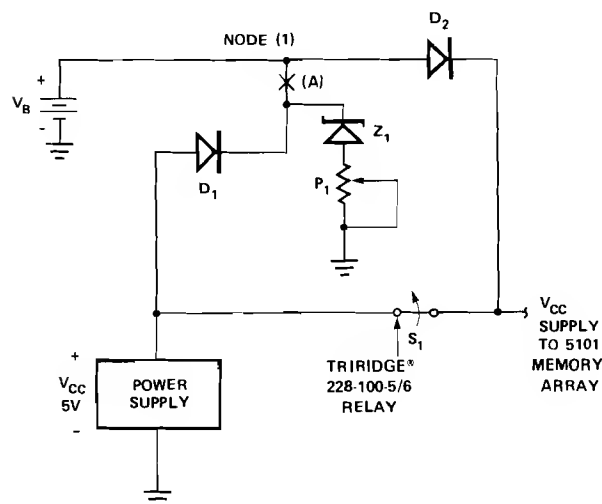 D2
NODE (1)
(A)
+
VB
-
Z1
D1
P1
VCC
SUPPLY
TO 5101
MEMORY
ARRAY
S1
TRIRIDGE®
228-100-5/6
RELAY
+
VCC
5V
-
POWER
SUPPLY